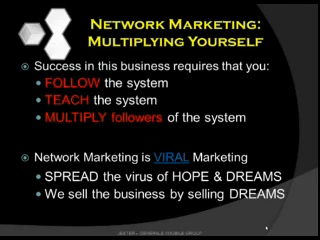 Network Marketing:
Multiplying Yourself
Success in this business requires that you:
FOLLOW the system
TEACH the system
MULTIPLY followers of the system
Network Marketing is VIRAL Marketing
SPREAD the virus of HOPE & DREAMS
We sell the business by selling DREAMS